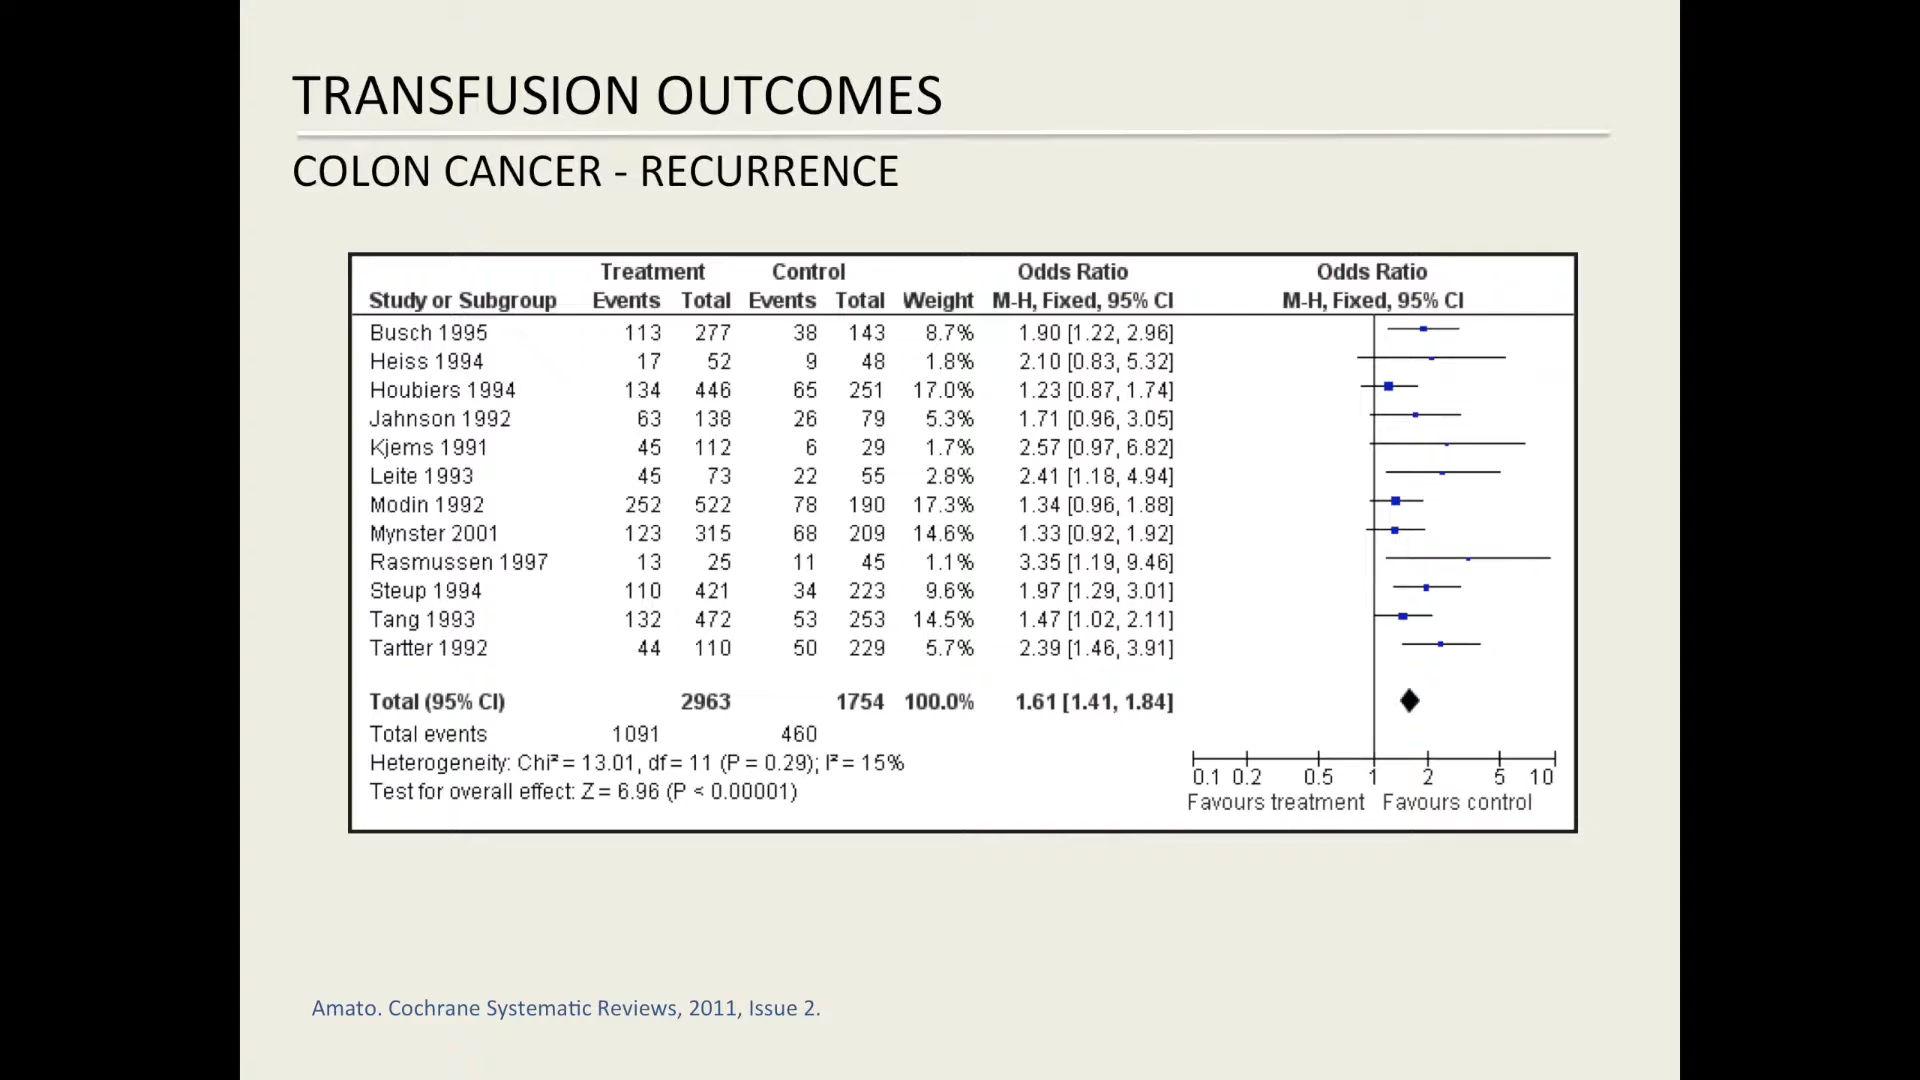 TRANSFUSION OUTCOMES
COLON CANCER - RECURRENCE
Treatment Control Odds Ratio Odds Ratio
Study or Subgroup Events Total Events Total Weight M-H, Fixed, 95% CI M-H, Fixed, 95% CI
Busch 1995 113 277 38 143 8.7% 1.90 [1.22, 2.96]
Heiss 1994 17 52 9 48 1.8% 2.10 [0.83, 5.32]
Houbiers 1994 134 446 65 251 17.0% 1.23 [0.87, 1.74]
Jahnson 1992 63 138 26 79 5.3% 1.71 [0.96, 3.05]
Kjems 1991 45 112 6 29 1.7% 2.57 [0.97, 6.82]
Leite 1993 45 73 22 55 2.8% 2.41 [1.18, 4.94]
Modin 1992 252 522 78 190 17.3% 1.34 [0.96, 1.88]
Mynster 2001 123 315 68 209 14.6% 1.33 [0.92, 1.92]
Rasmussen 1997 13 25 11 45 1.1% 3.35 [1.19, 9.46]
Steup 1994 110 421 34 223 9.6% 1.97 [1.29, 3.01]
Tang 1993 132 472 53 253 14.5% 1.47 [1.02, 2.11]
Tartter 1992 44 110 50 229 5.7% 2.39 [1.46, 3.91]
Total (95% CI) 2963 1754 100.0% 1.61 [1.41, 1.84]
Total events 1091 460
Heterogeneity: Chi² = 13.01, df = 11 (P = 0.29); I² = 15%
Test for overall effect: Z = 6.96 (P < 0.00001)
0.1 0.2 0.5 1 2 5 10
Favours treatment Favours control
Amato. Cochrane Systematic Reviews, 2011, Issue 2.